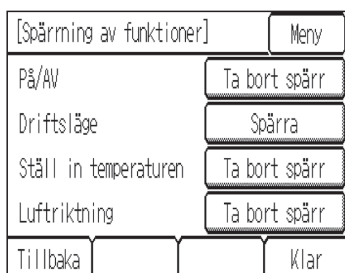 [Spärrning av funktioner] Meny
På/AV Ta bort spärr
Driftsläge Spärra
Ställ in temperaturen Ta bort spärr
Luftriktning Ta bort spärr
Tillbaka Klar